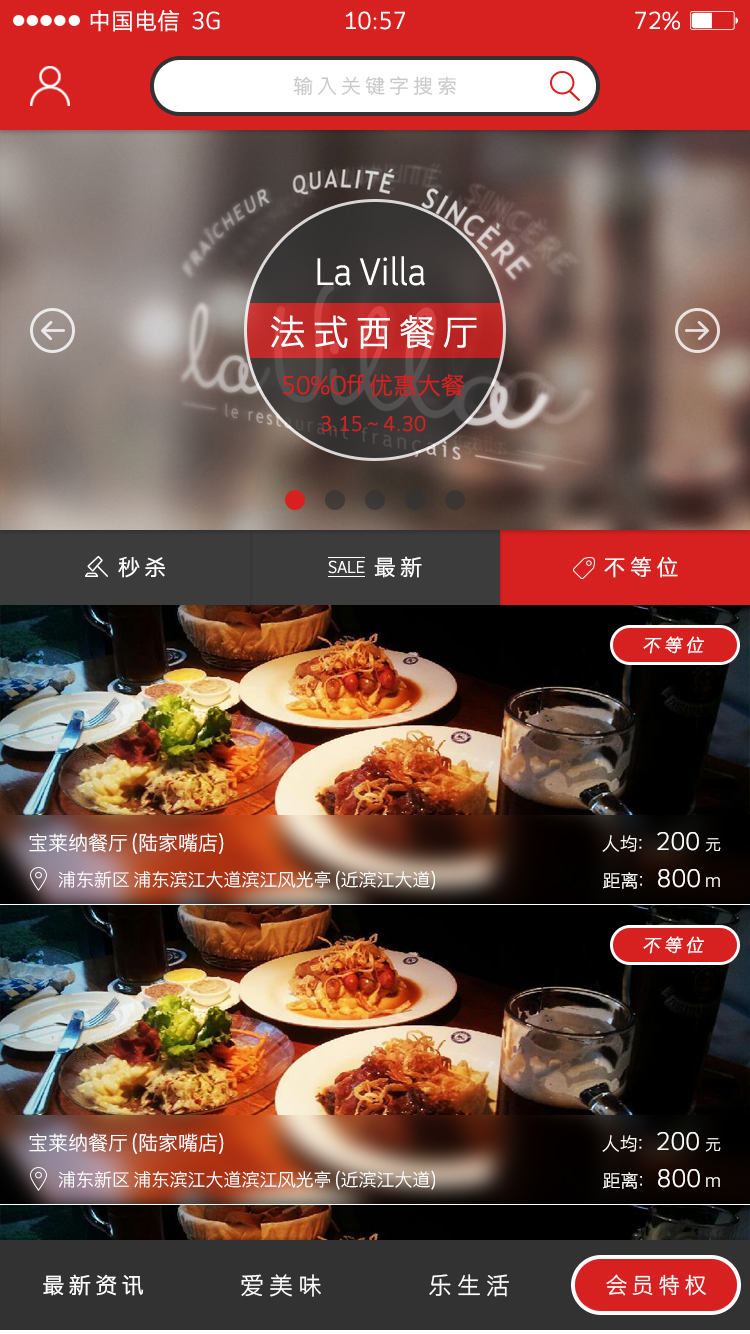 中国电信 3G 10:57 72%
输入关键字搜索
FRAÎCHEUR QUALITÉ SINCÈRE
La Villa
法式西餐厅
50%Off 优惠大餐
3.15 ~ 4.30
la Villa
le restaurant français
秒杀 SALE 最新 不等位
不等位
宝莱纳餐厅 (陆家嘴店) 人均: 200 元
浦东新区 浦东滨江大道滨江风光亭 (近滨江大道) 距离: 800 m
不等位
宝莱纳餐厅 (陆家嘴店) 人均: 200 元
浦东新区 浦东滨江大道滨江风光亭 (近滨江大道) 距离: 800 m
最新资讯 爱美味 乐生活 会员特权